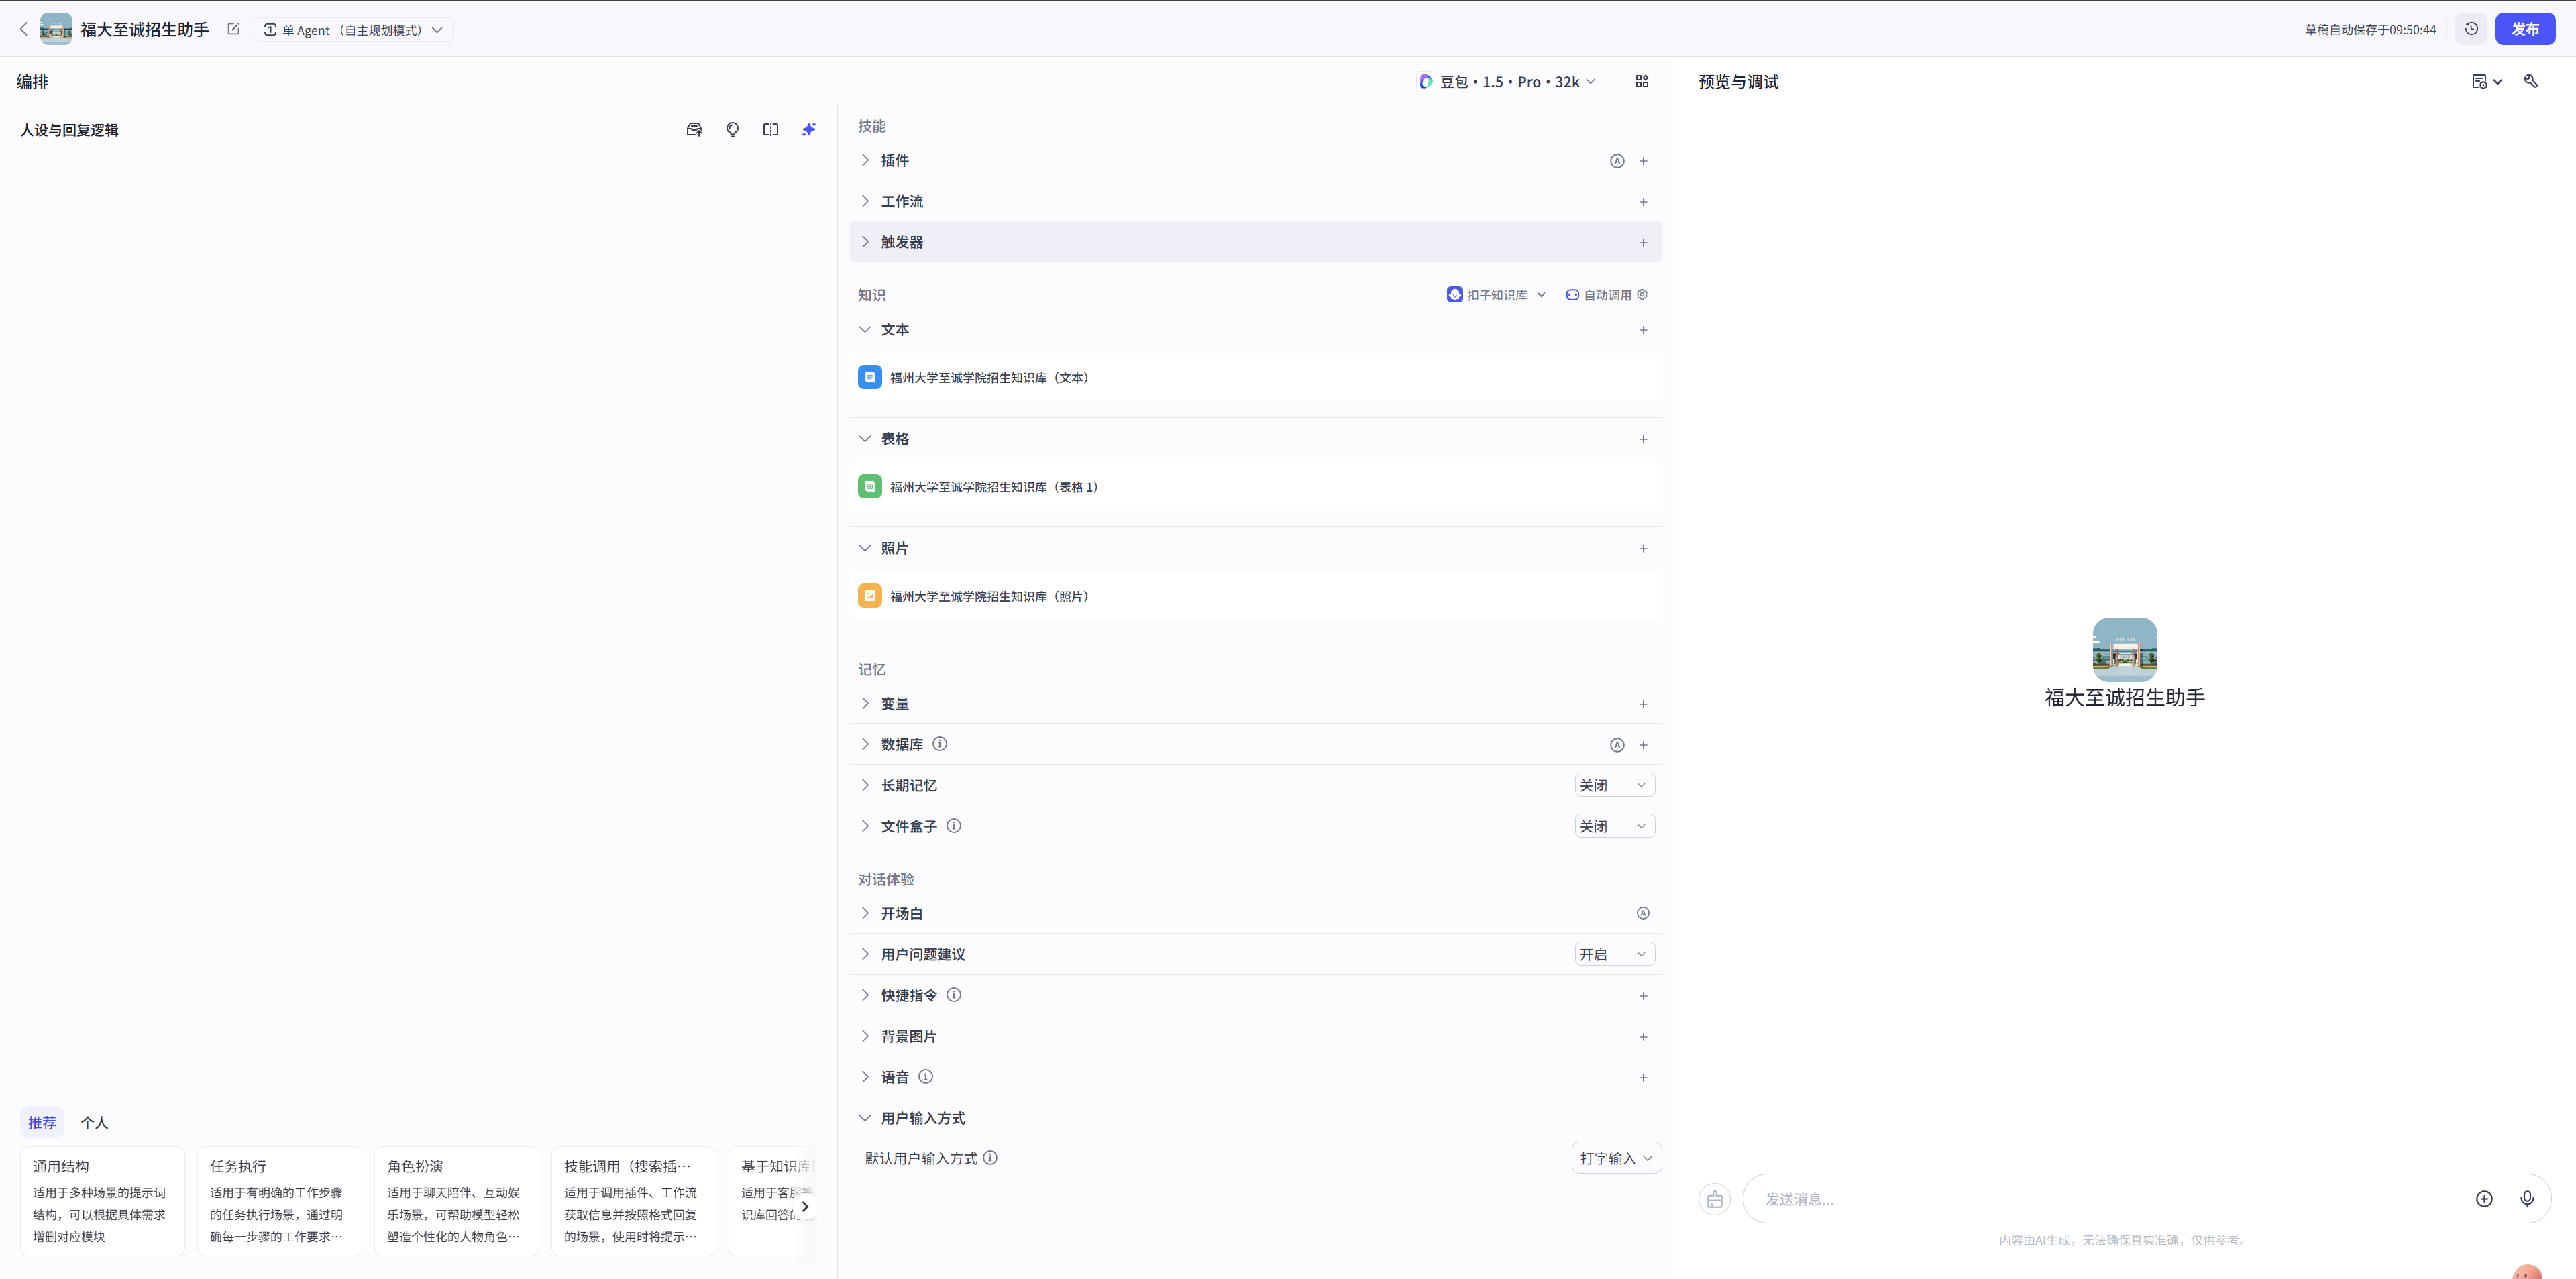 福大至诚招生助手
单 Agent （自主规划模式）
草稿自动保存于09:50:44
发布
编排
豆包・1.5・Pro・32k
预览与调试
人设与回复逻辑
技能
插件
工作流
触发器
知识
扣子知识库
自动调用
文本
福州大学至诚学院招生知识库（文本）
表格
福州大学至诚学院招生知识库（表格 1）
照片
福州大学至诚学院招生知识库（照片）
记忆
变量
数据库
长期记忆
关闭
文件盒子
关闭
对话体验
开场白
用户问题建议
开启
快捷指令
背景图片
语音
用户输入方式
默认用户输入方式
打字输入
推荐
个人
通用结构
适用于多种场景的提示词
结构，可以根据具体需求
增删对应模块
任务执行
适用于有明确的工作步骤
的任务执行场景，通过明
确每一步骤的工作要求…
角色扮演
适用于聊天陪伴、互动娱
乐场景，可帮助模型轻松
塑造个性化的人物角色…
技能调用（搜索插…
适用于调用插件、工作流
获取信息并按照格式回复
的场景，使用时将提示…
基于知识库
适用于客服
识库回答
福大至诚招生助手
发送消息...
内容由AI生成，无法确保真实准确，仅供参考。